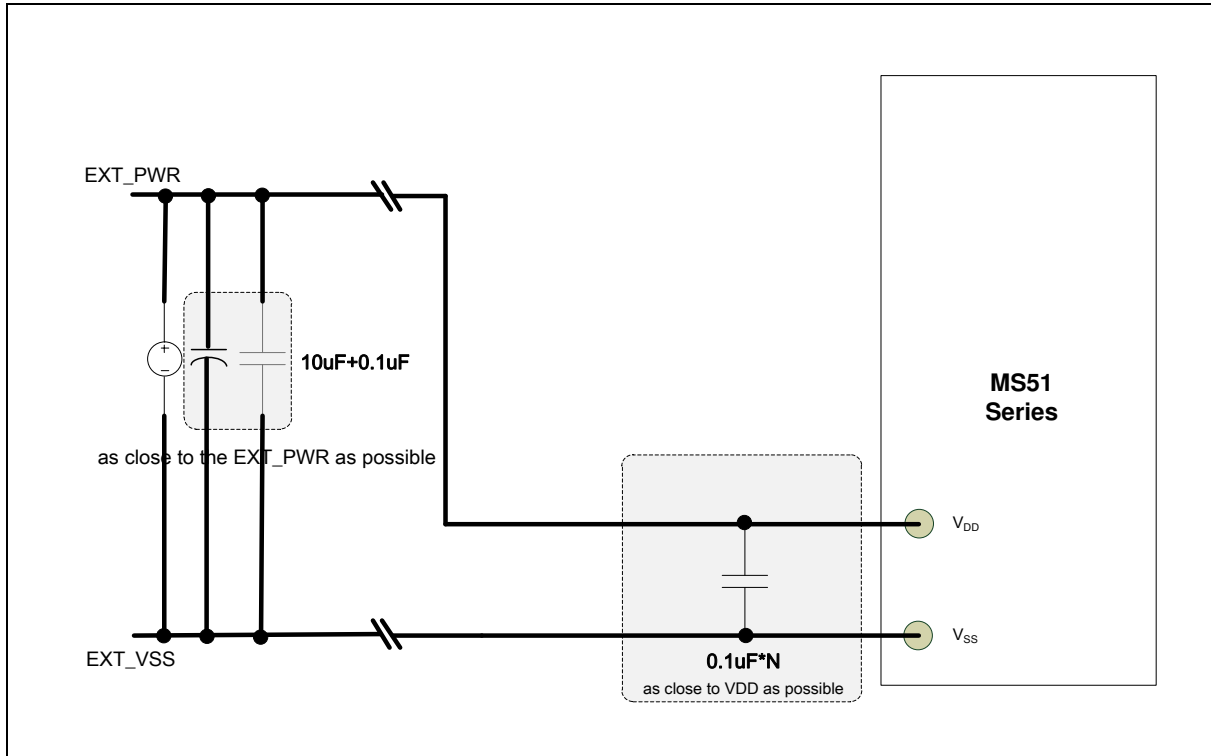 EXT_PWR
+
−
10uF+0.1uF
as close to the EXT_PWR as possible
EXT_VSS
MS51
Series
VDD
VSS
0.1uF*N
as close to VDD as possible